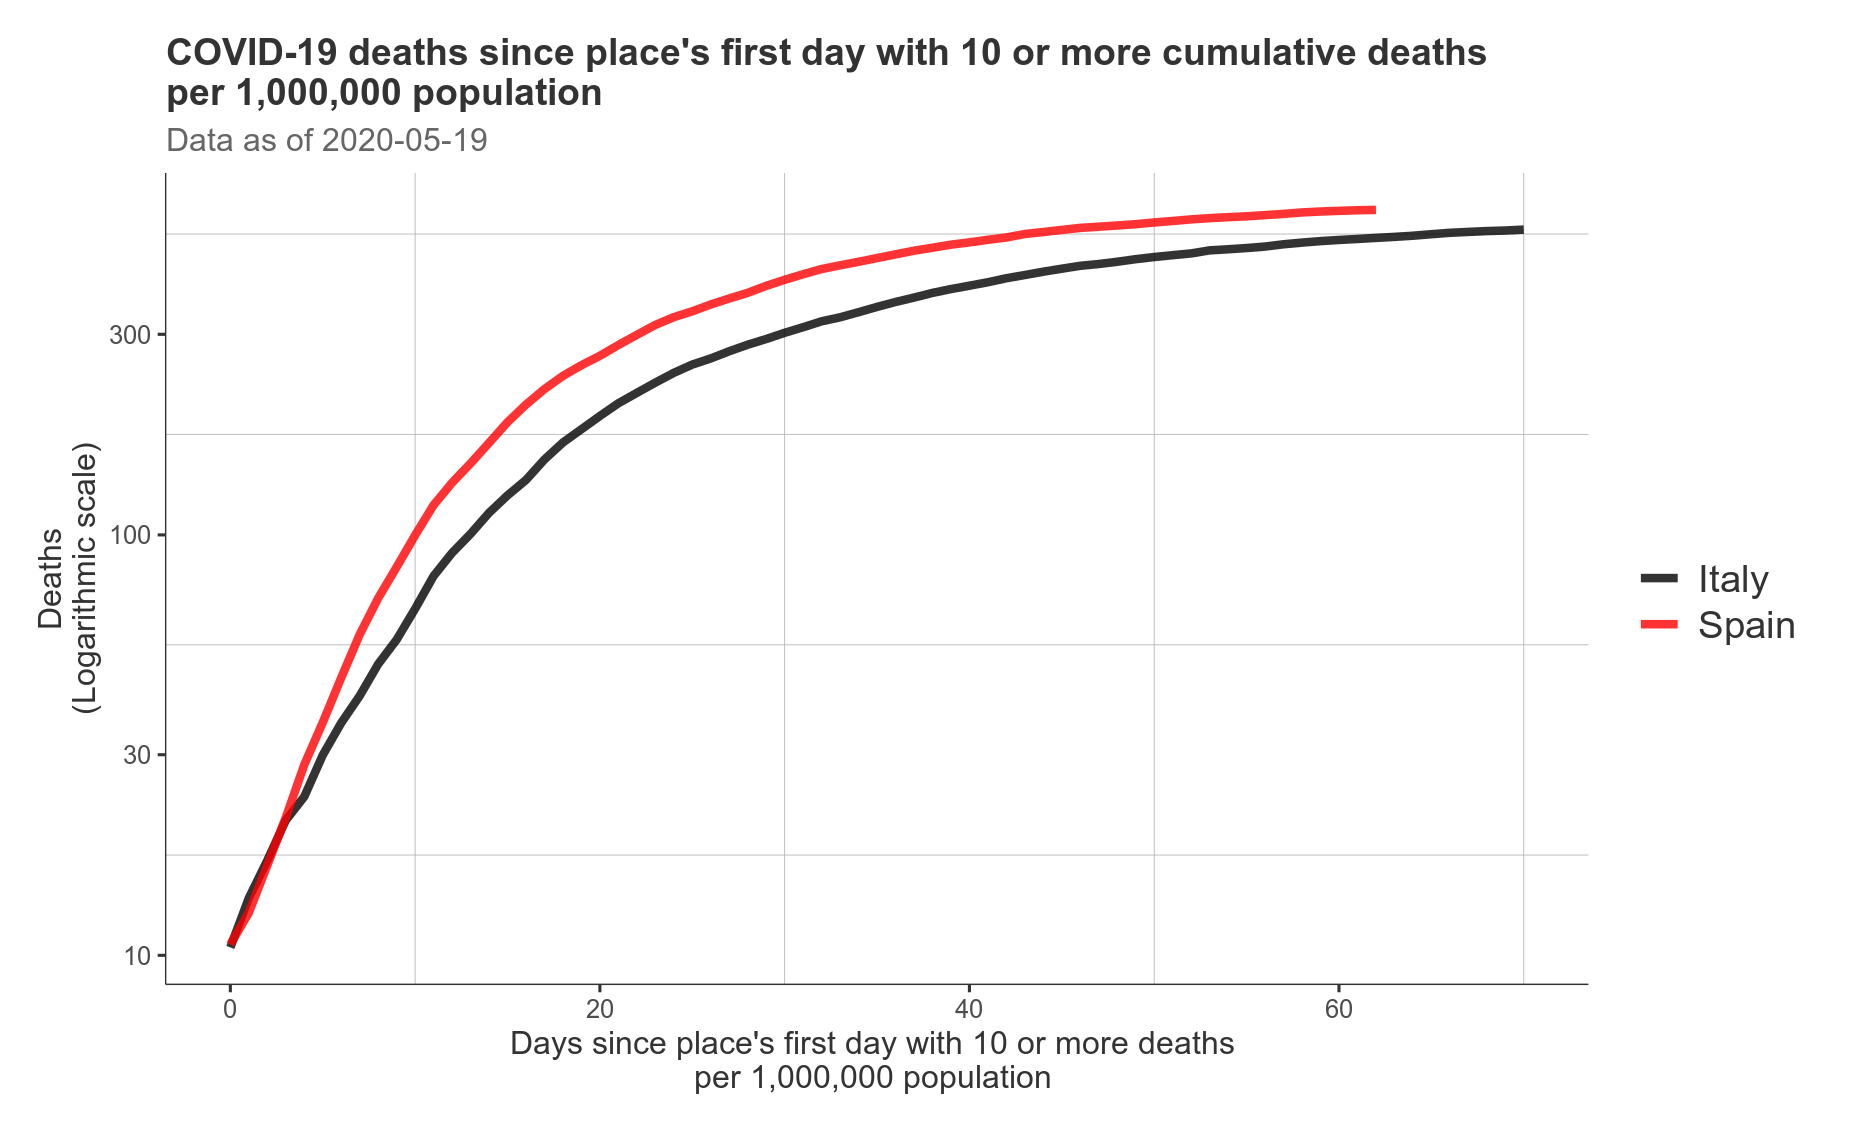 COVID-19 deaths since place's first day with 10 or more cumulative deaths
per 1,000,000 population
Data as of 2020-05-19
Deaths
(Logarithmic scale)
300
100
30
10
0
20
40
60
Days since place's first day with 10 or more deaths
per 1,000,000 population
Italy
Spain